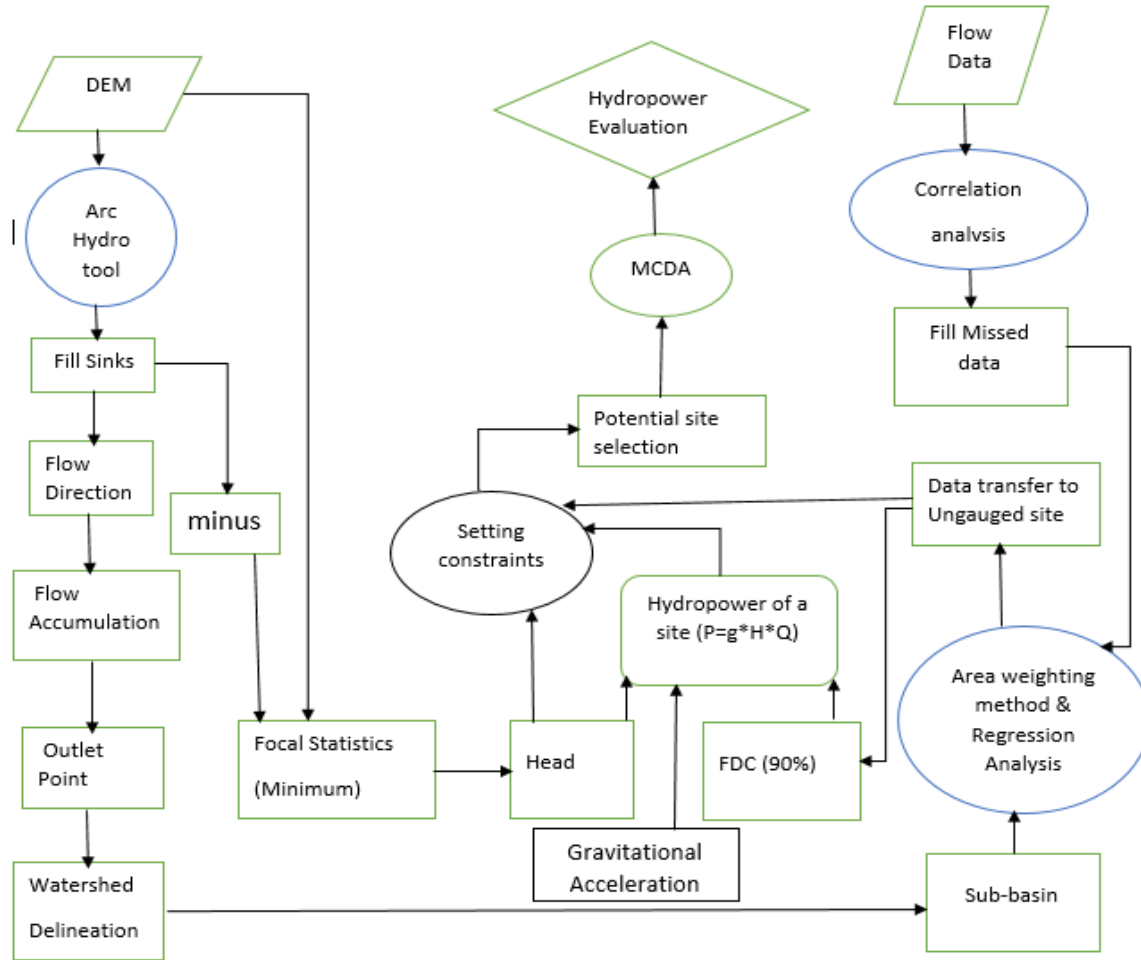 DEM
Arc
Hydro
tool
Fill Sinks
Flow
Direction
minus
Flow
Accumulation
Outlet
Point
Watershed
Delineation
Focal Statistics
(Minimum)
Head
Gravitational
Acceleration
Hydropower of a
site (P=g*H*Q)
FDC (90%)
Setting
constraints
Potential site
selection
MCDA
Hydropower
Evaluation
Flow
Data
Correlation
analvsis
Fill Missed
data
Data transfer to
Ungauged site
Area weighting
method &
Regression
Analysis
Sub-basin